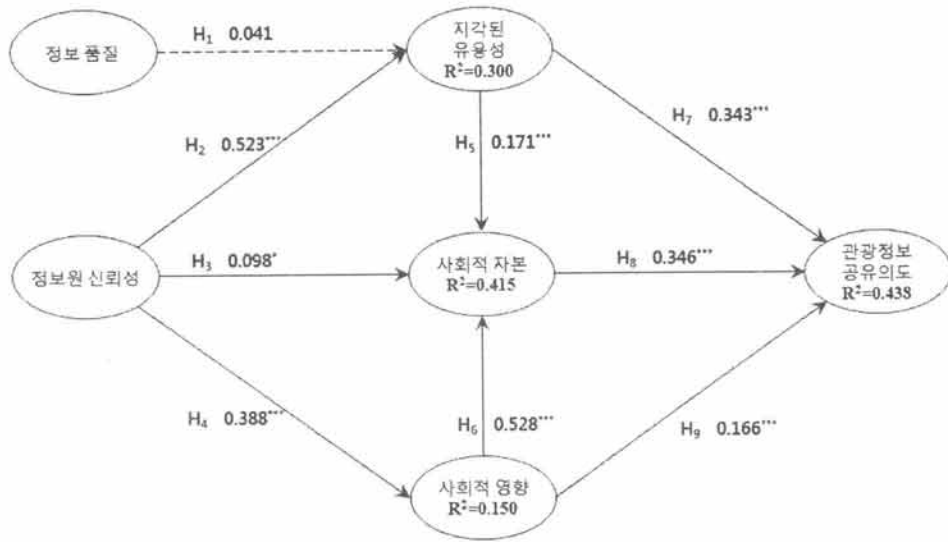 정보 품질
H₁ 0.041
지각된
유용성
R²=0.300
H₂ 0.523***
H₅ 0.171***
H₇ 0.343***
정보원 신뢰성
H₃ 0.098*
사회적 자본
R²=0.415
H₈ 0.346***
관광정보
공유의도
R²=0.438
H₄ 0.388***
H₆ 0.528***
H₉ 0.166***
사회적 영향
R²=0.150